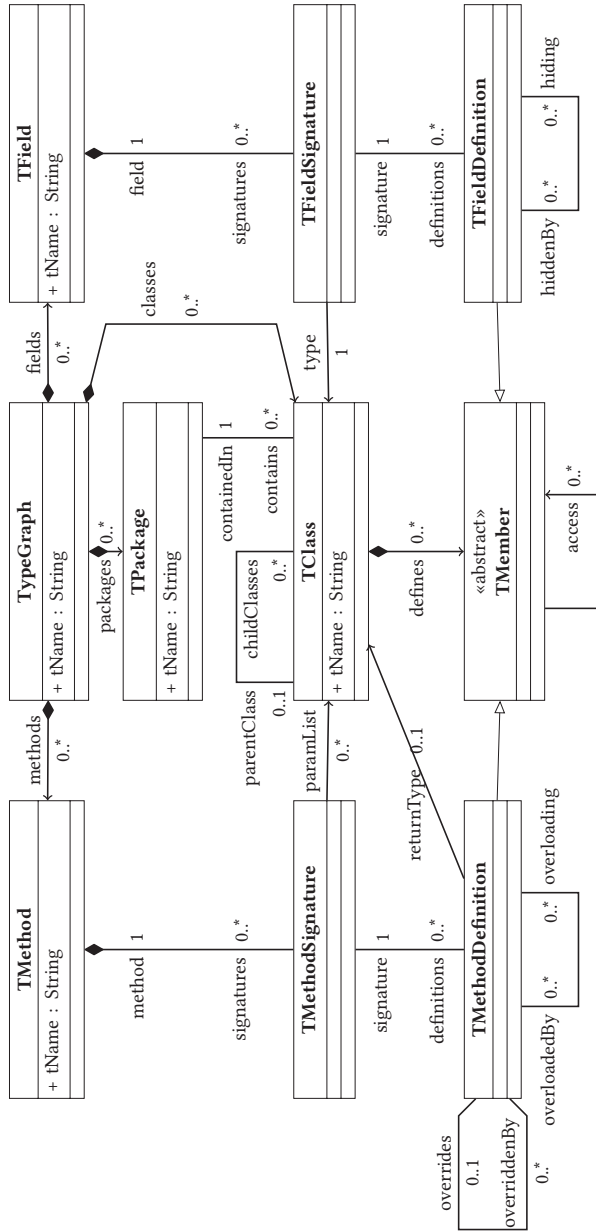 TMethod
+ tName : String
TypeGraph
+ tName : String
TField
+ tName : String
methods
0..*
fields
0..*
packages
0..*
classes
0..*
TPackage
+ tName : String
method
1
signatures
0..*
containedIn
1
contains
0..*
field
1
signatures
0..*
parentClass
0..1
childClasses
0..*
TMethodSignature
paramList
0..*
TClass
+ tName : String
type
1
TFieldSignature
signature
1
definitions
0..*
returnType
0..1
defines
0..*
signature
1
definitions
0..*
TMethodDefinition
«abstract»
TMember
TFieldDefinition
overrides
0..1
overriddenBy
0..*
overloadedBy
0..*
overloading
0..*
access
0..*
hiddenBy
0..*
hiding
0..*